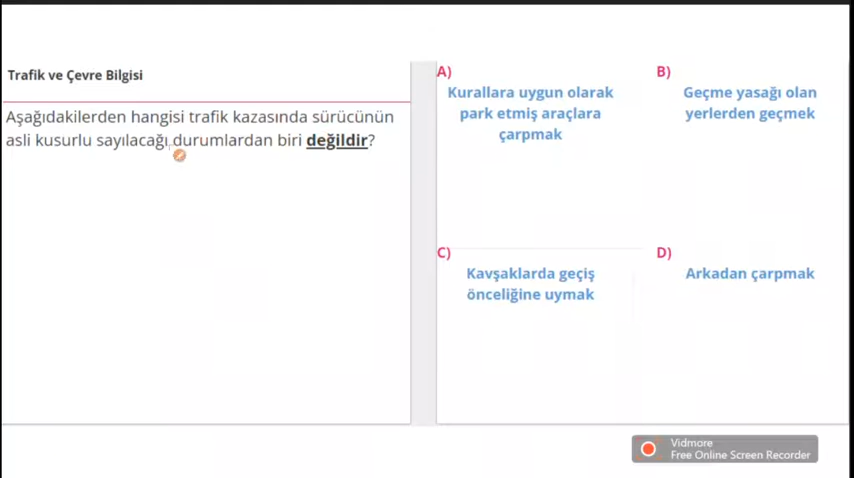 Trafik ve Çevre Bilgisi
Aşağıdakilerden hangisi trafik kazasında sürücünün
asli kusurlu sayılacağı durumlardan biri değildir?
A)
Kurallara uygun olarak
park etmiş araçlara
çarpmak
B)
Geçme yasağı olan
yerlerden geçmek
C)
Kavşaklarda geçiş
önceliğine uymak
D)
Arkadan çarpmak
Vidmore
Free Online Screen Recorder